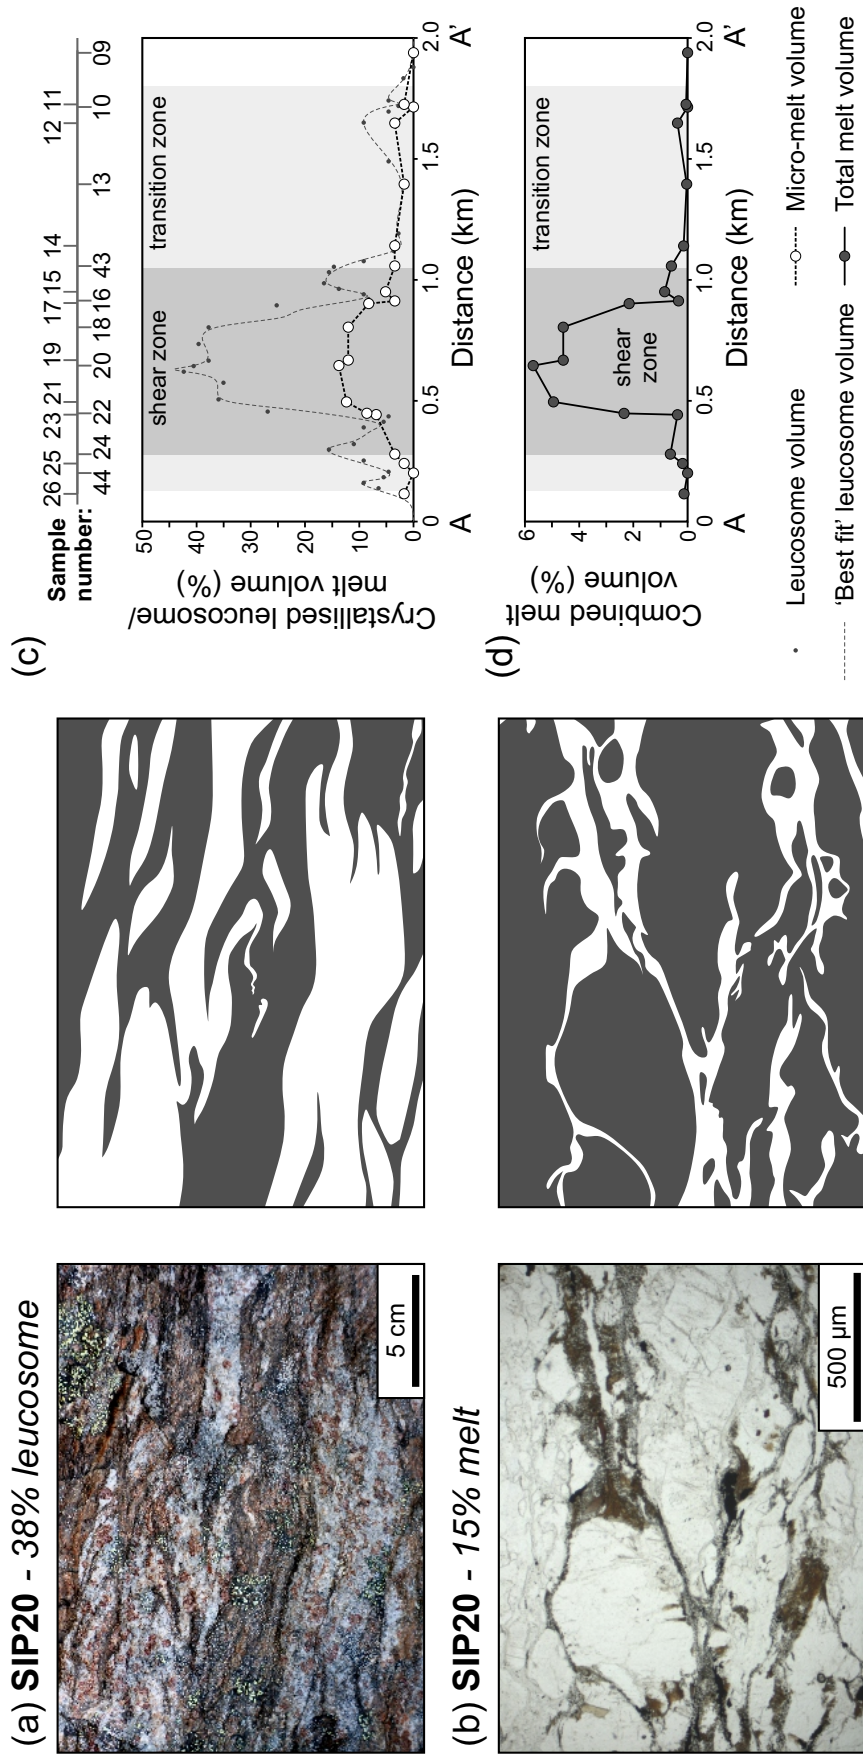 (a) SIP20 - 38% leucosome
5 cm
(b) SIP20 - 15% melt
500 µm
(c)
Sample
number:
26 25 23 21 19 17 15 14 12 11
44 24 22 20 18 16 43 13 10 09
Crystallised leucosome/
melt volume (%)
50
40
30
20
10
0
shear zone
transition zone
0 0.5 1.0 1.5 2.0
A Distance (km) A'
(d)
Combined melt
volume (%)
6
4
2
0
shear
zone
transition zone
0 0.5 1.0 1.5 2.0
A Distance (km) A'
Leucosome volume
Micro-melt volume
'Best fit' leucosome volume
Total melt volume